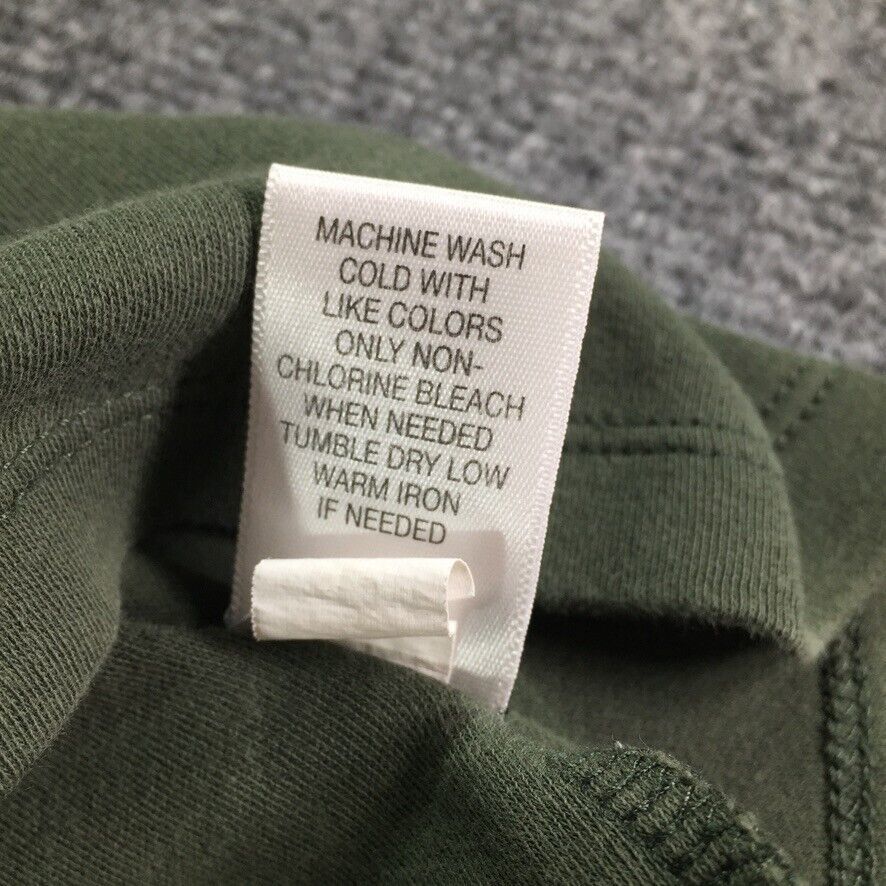 MACHINE WASH
COLD WITH
LIKE COLORS
ONLY NON-
CHLORINE BLEACH
WHEN NEEDED
TUMBLE DRY LOW
WARM IRON
IF NEEDED